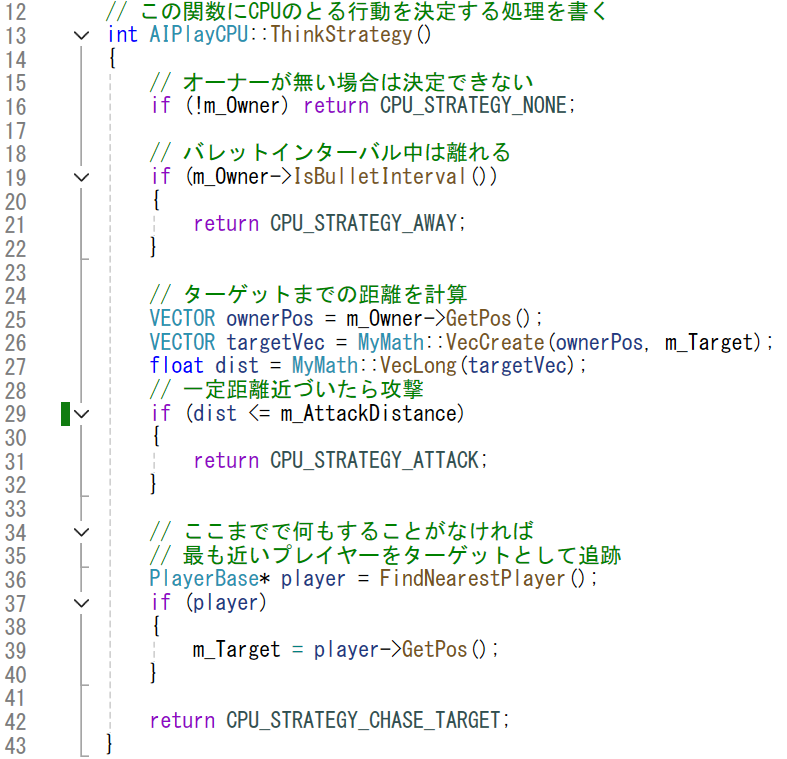 12 // この関数にCPUのとる行動を決定する処理を書く
13 int AIPlayCPU::ThinkStrategy()
14 {
15 // オーナーが無い場合は決定できない
16 if (!m_Owner) return CPU_STRATEGY_NONE;
17
18 // バレットインターバル中は離れる
19 if (m_Owner->IsBulletInterval())
20 {
21 return CPU_STRATEGY_AWAY;
22 }
23
24 // ターゲットまでの距離を計算
25 VECTOR ownerPos = m_Owner->GetPos();
26 VECTOR targetVec = MyMath::VecCreate(ownerPos, m_Target);
27 float dist = MyMath::VecLong(targetVec);
28 // 一定距離近づいたら攻撃
29 if (dist <= m_AttackDistance)
30 {
31 return CPU_STRATEGY_ATTACK;
32 }
33
34 // ここまでで何もすることがなければ
35 // 最も近いプレイヤーをターゲットとして追跡
36 PlayerBase* player = FindNearestPlayer();
37 if (player)
38 {
39 m_Target = player->GetPos();
40 }
41
42 return CPU_STRATEGY_CHASE_TARGET;
43 }